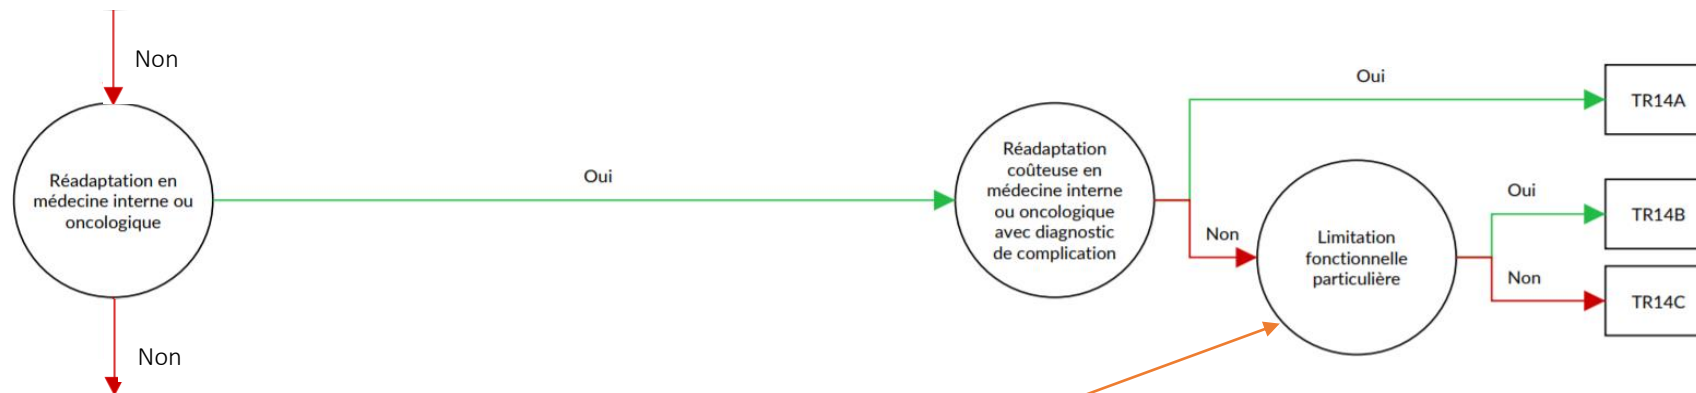 Non
Réadaptation en
médecine interne ou
oncologique
Non
Oui
Réadaptation
coûteuse en
médecine interne
ou oncologique
avec diagnostic
de complication
Oui
TR14A
Non
Limitation
fonctionnelle
particulière
Oui
TR14B
Non
TR14C